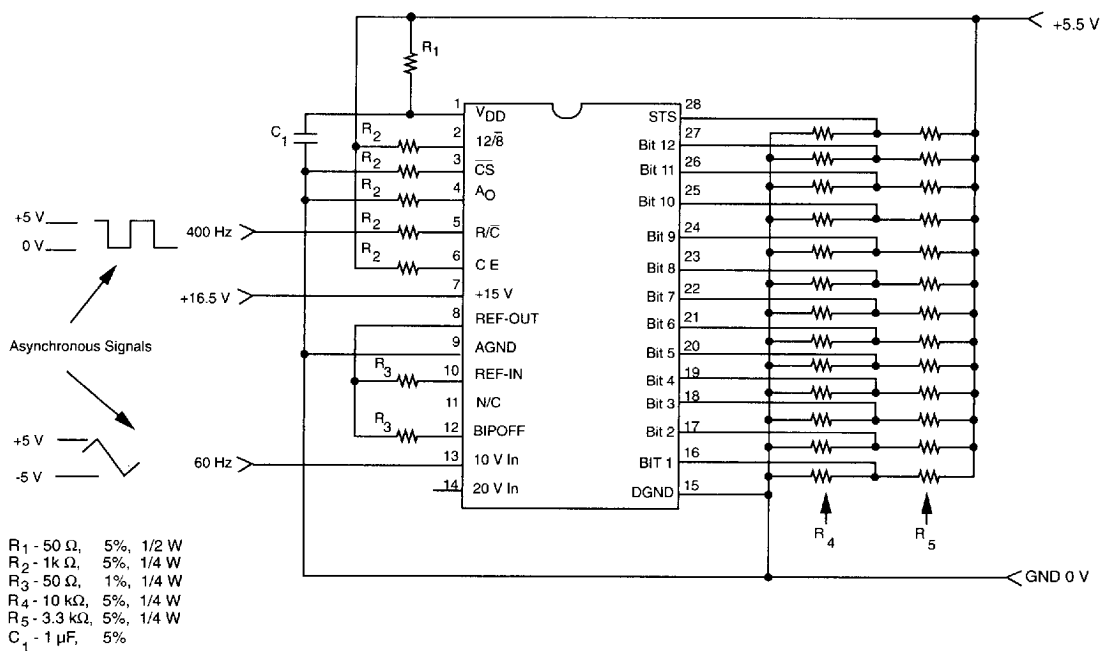 +5.5 V
R1
1 VDD
STS 28
C1
R2 2 12/8̅
Bit 12 27
R2 3 C̅S̅
Bit 11 26
R2 4 AO
Bit 10 25
+5 V
0 V
400 Hz
R2 5 R/C̅
Bit 9 24
R2 6 C E
Bit 8 23
+16.5 V
7 +15 V
Bit 7 22
8 REF-OUT
Bit 6 21
Asynchronous Signals
9 AGND
Bit 5 20
R3 10 REF-IN
Bit 4 19
11 N/C
Bit 3 18
R3 12 BIPOFF
Bit 2 17
+5 V
-5 V
60 Hz
13 10 V In
BIT 1 16
14 20 V In
DGND 15
R4
R5
GND 0 V
R1 - 50 Ω, 5%, 1/2 W
R2 - 1k Ω, 5%, 1/4 W
R3 - 50 Ω, 1%, 1/4 W
R4 - 10 kΩ, 5%, 1/4 W
R5 - 3.3 kΩ, 5%, 1/4 W
C1 - 1 µF, 5%